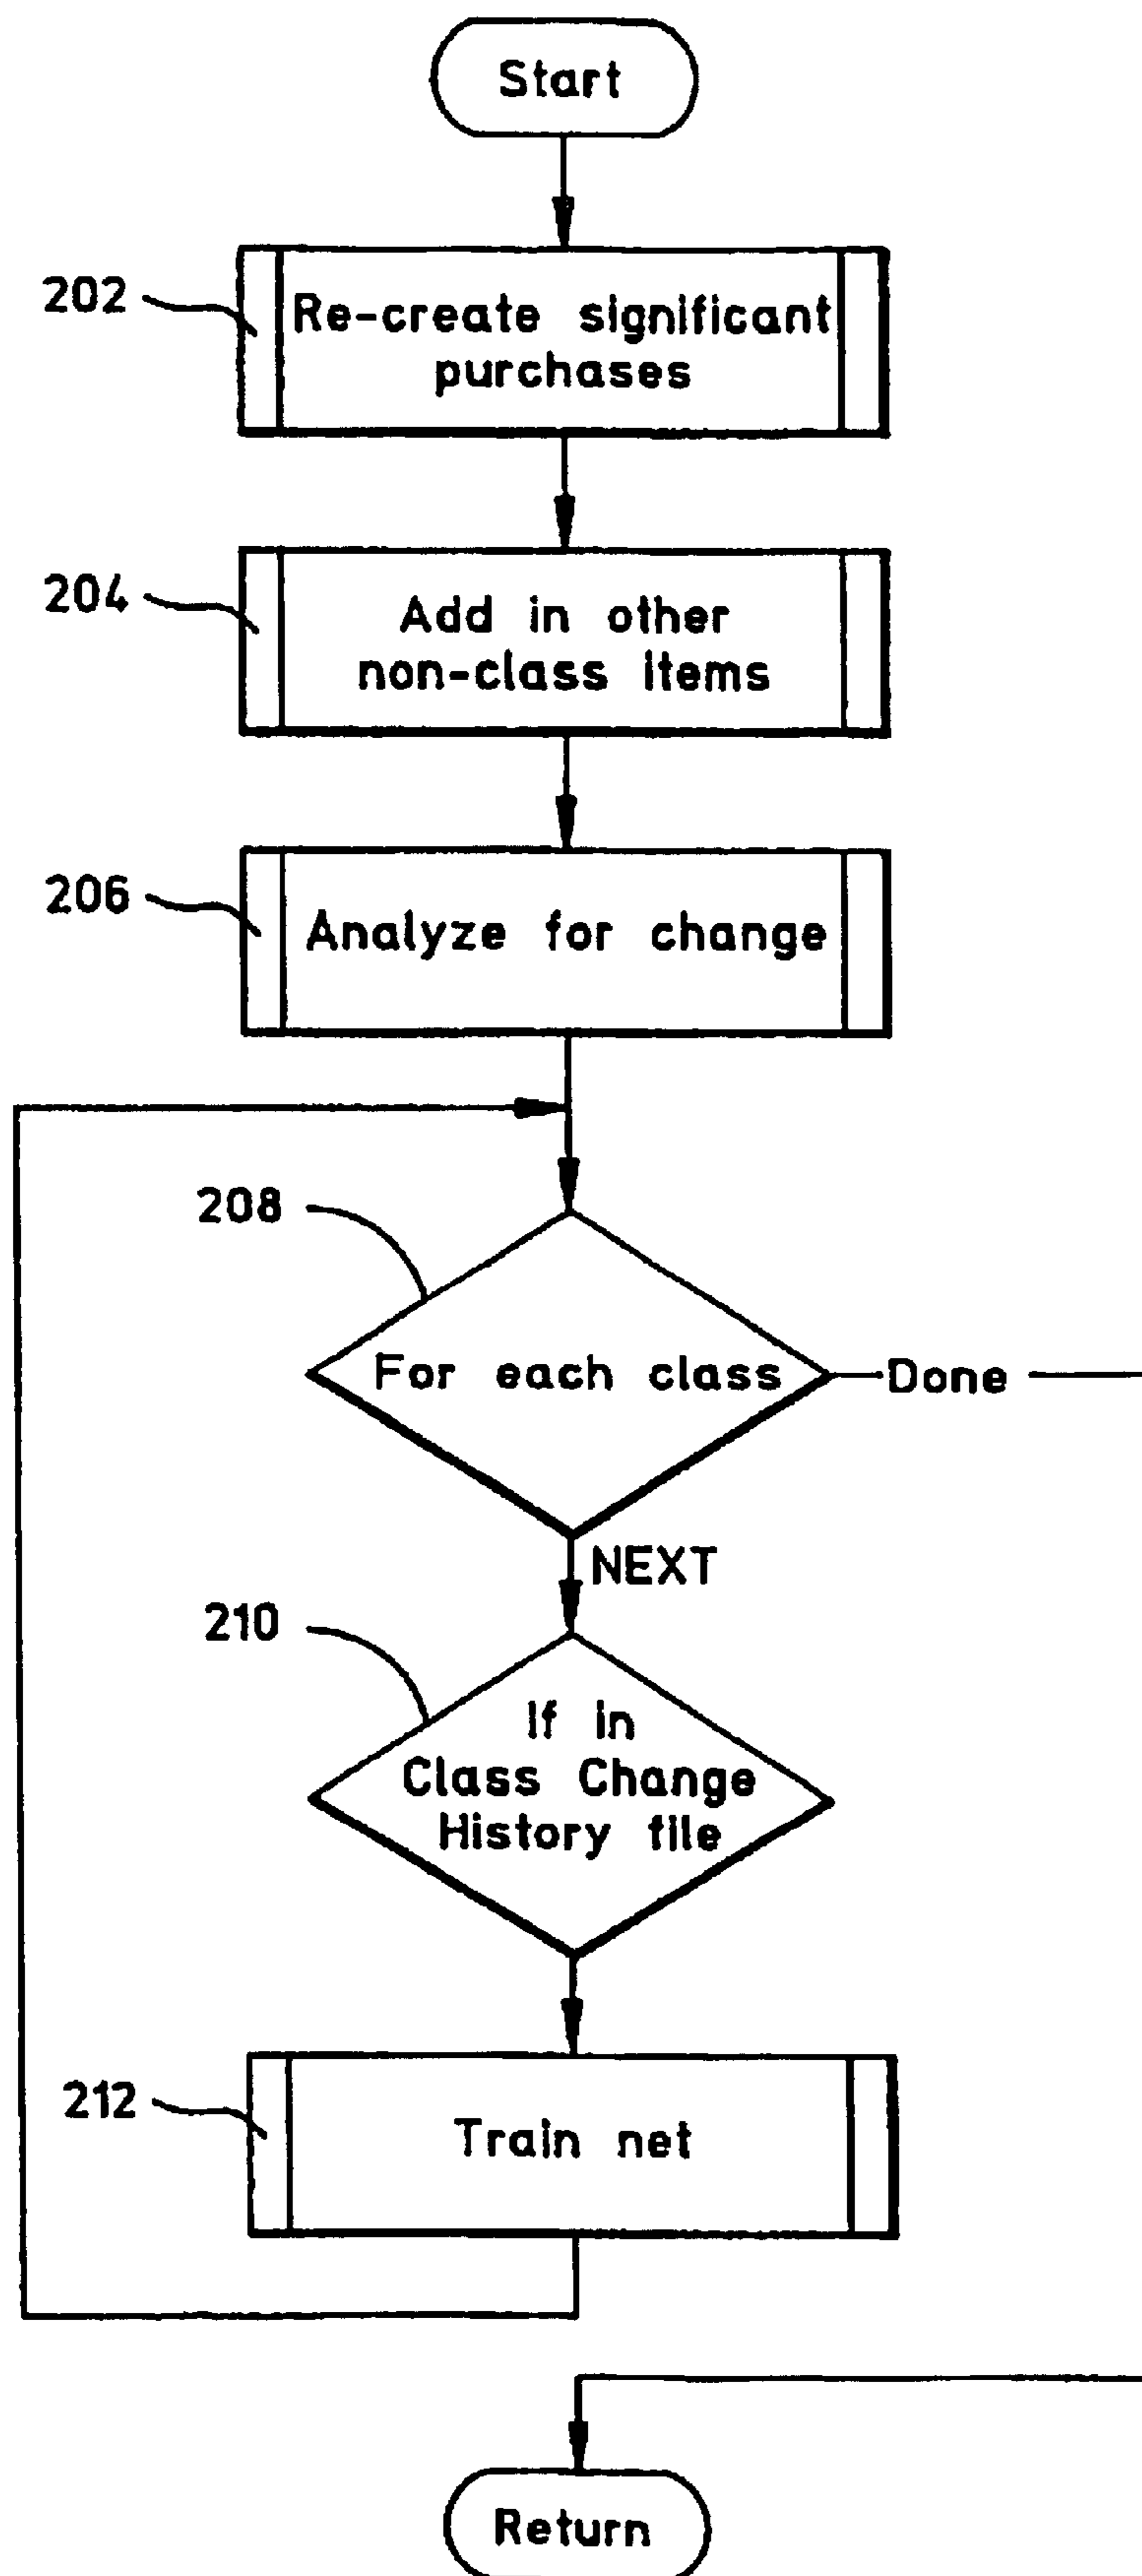 Start
202
Re-create significant
purchases
204
Add in other
non-class items
206
Analyze for change
208
For each class
Done
NEXT
210
If in
Class Change
History file
212
Train net
Return